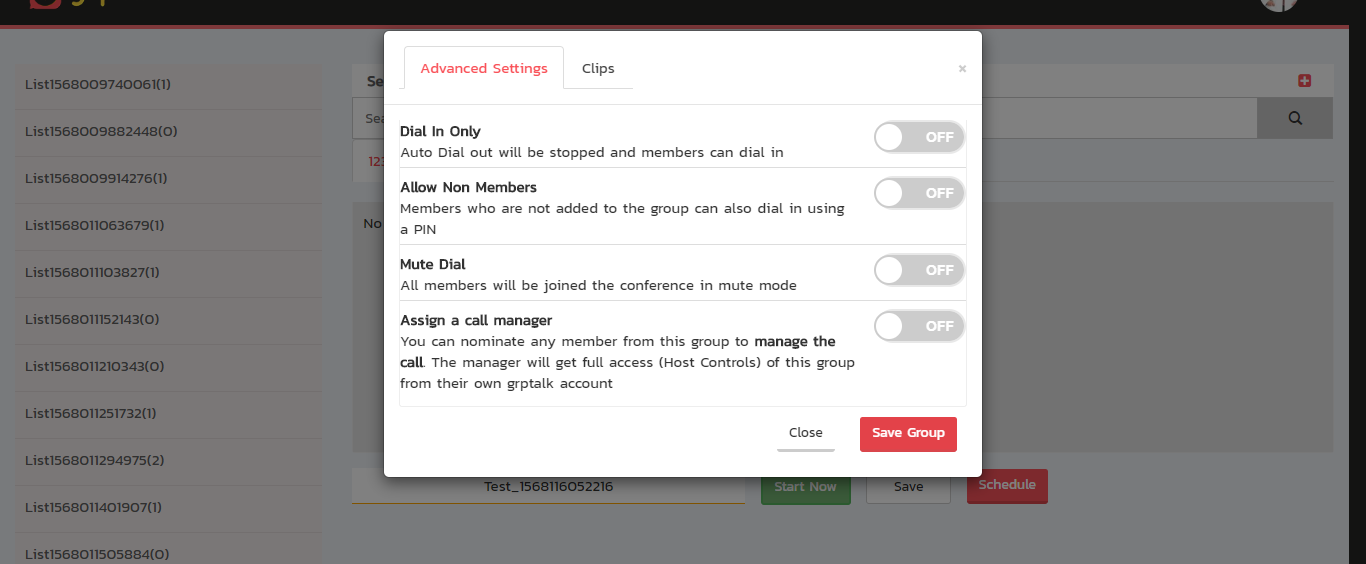 Advanced Settings
Clips
×
Dial In Only
Auto Dial out will be stopped and members can dial in
OFF
Allow Non Members
Members who are not added to the group can also dial in using
a PIN
OFF
Mute Dial
All members will be joined the conference in mute mode
OFF
Assign a call manager
You can nominate any member from this group to manage the
call. The manager will get full access (Host Controls) of this group
from their own grptalk account
OFF
Close
Save Group
List1568009740061(1)
List1568009882448(0)
List1568009914276(1)
List1568011063679(1)
List1568011103827(1)
List1568011152143(0)
List1568011210343(0)
List1568011251732(1)
List1568011294975(2)
List1568011401907(1)
List1568011505884(0)
Se
Sea
123
No
Test_1568116052216
Start Now
Save
Schedule